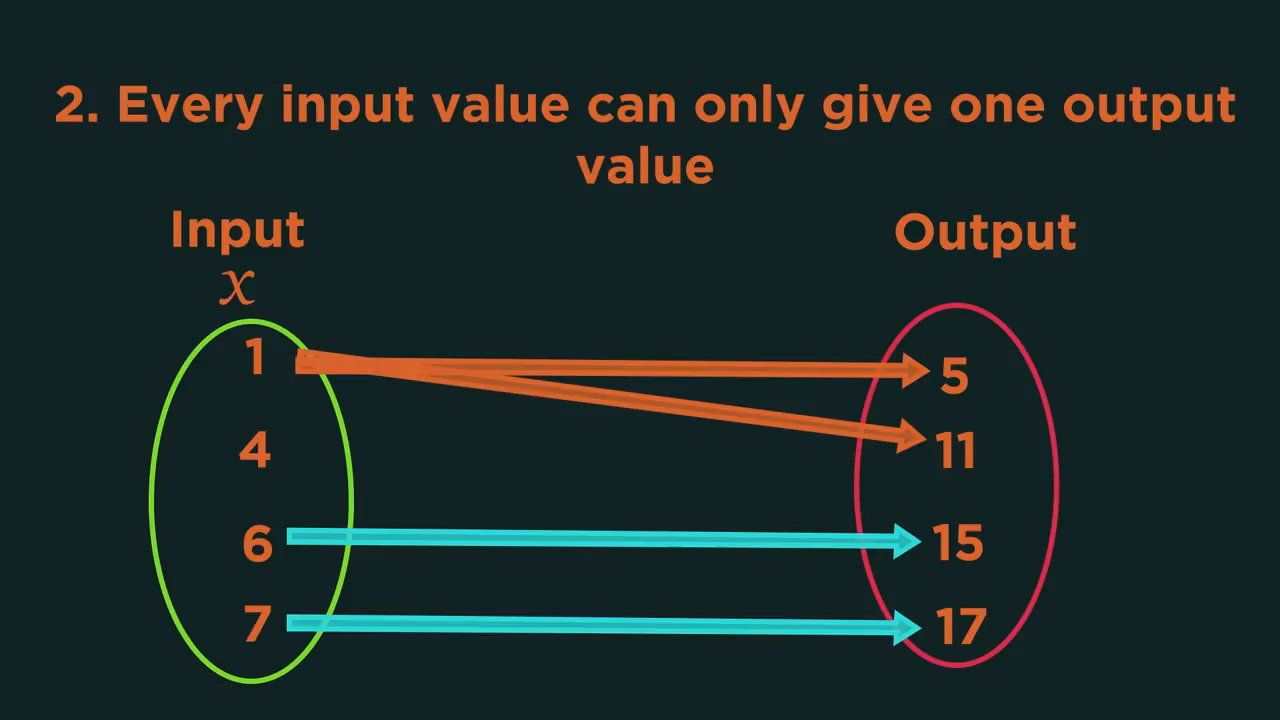 2. Every input value can only give one output
value
Input
Output
x
1
5
4
11
6
15
7
17